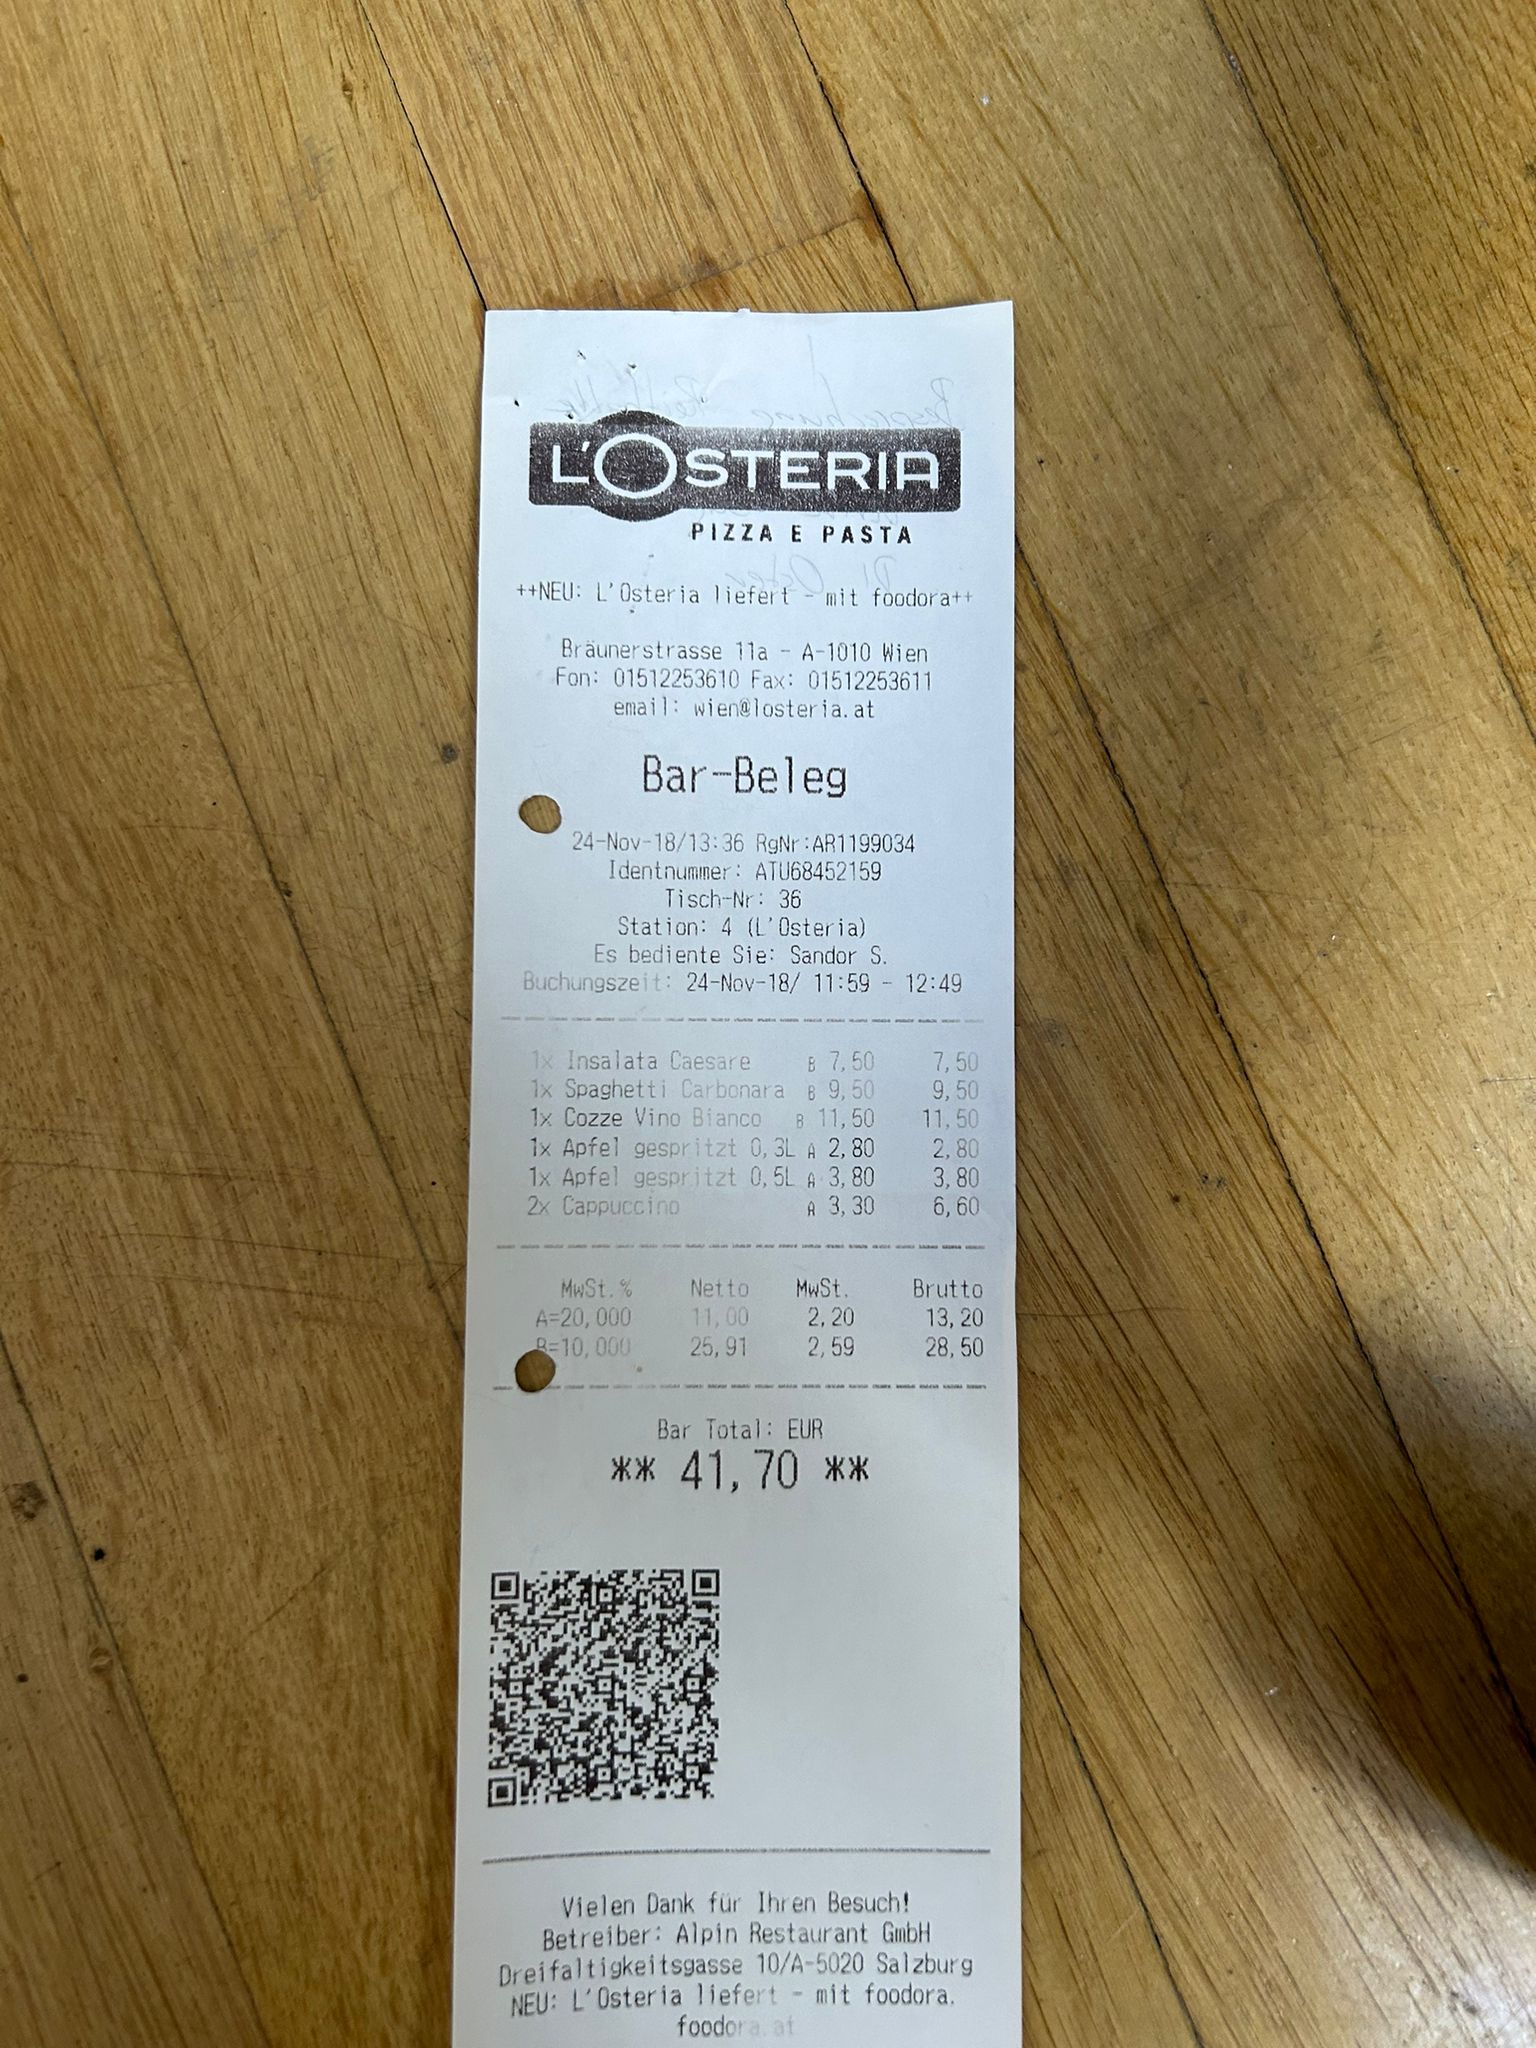 L'OSTERIA
PIZZA E PASTA
++NEU: L'Osteria liefert - mit foodora++
Bräunerstrasse 11a - A-1010 Wien
Fon: 01512253610 Fax: 01512253611
email: wien@losteria.at
Bar-Beleg
24-Nov-18/13:36 RgNr:AR1199034
Identnummer: ATU68452159
Tisch-Nr: 36
Station: 4 (L'Osteria)
Es bediente Sie: Sandor S.
Buchungszeit: 24-Nov-18/ 11:59 - 12:49
1x Insalata Caesare B 7,50 7,50
1x Spaghetti Carbonara B 9,50 9,50
1x Cozze Vino Bianco B 11,50 11,50
1x Apfel gespritzt 0,3L A 2,80 2,80
1x Apfel gespritzt 0,5L A 3,80 3,80
2x Cappuccino A 3,30 6,60
MwSt.% Netto MwSt. Brutto
A=20,000 11,00 2,20 13,20
B=10,000 25,91 2,59 28,50
Bar Total: EUR
** 41,70 **
Vielen Dank für Ihren Besuch!
Betreiber: Alpin Restaurant GmbH
Dreifaltigkeitsgasse 10/A-5020 Salzburg
NEU: L'Osteria liefert - mit foodora.
foodora.at